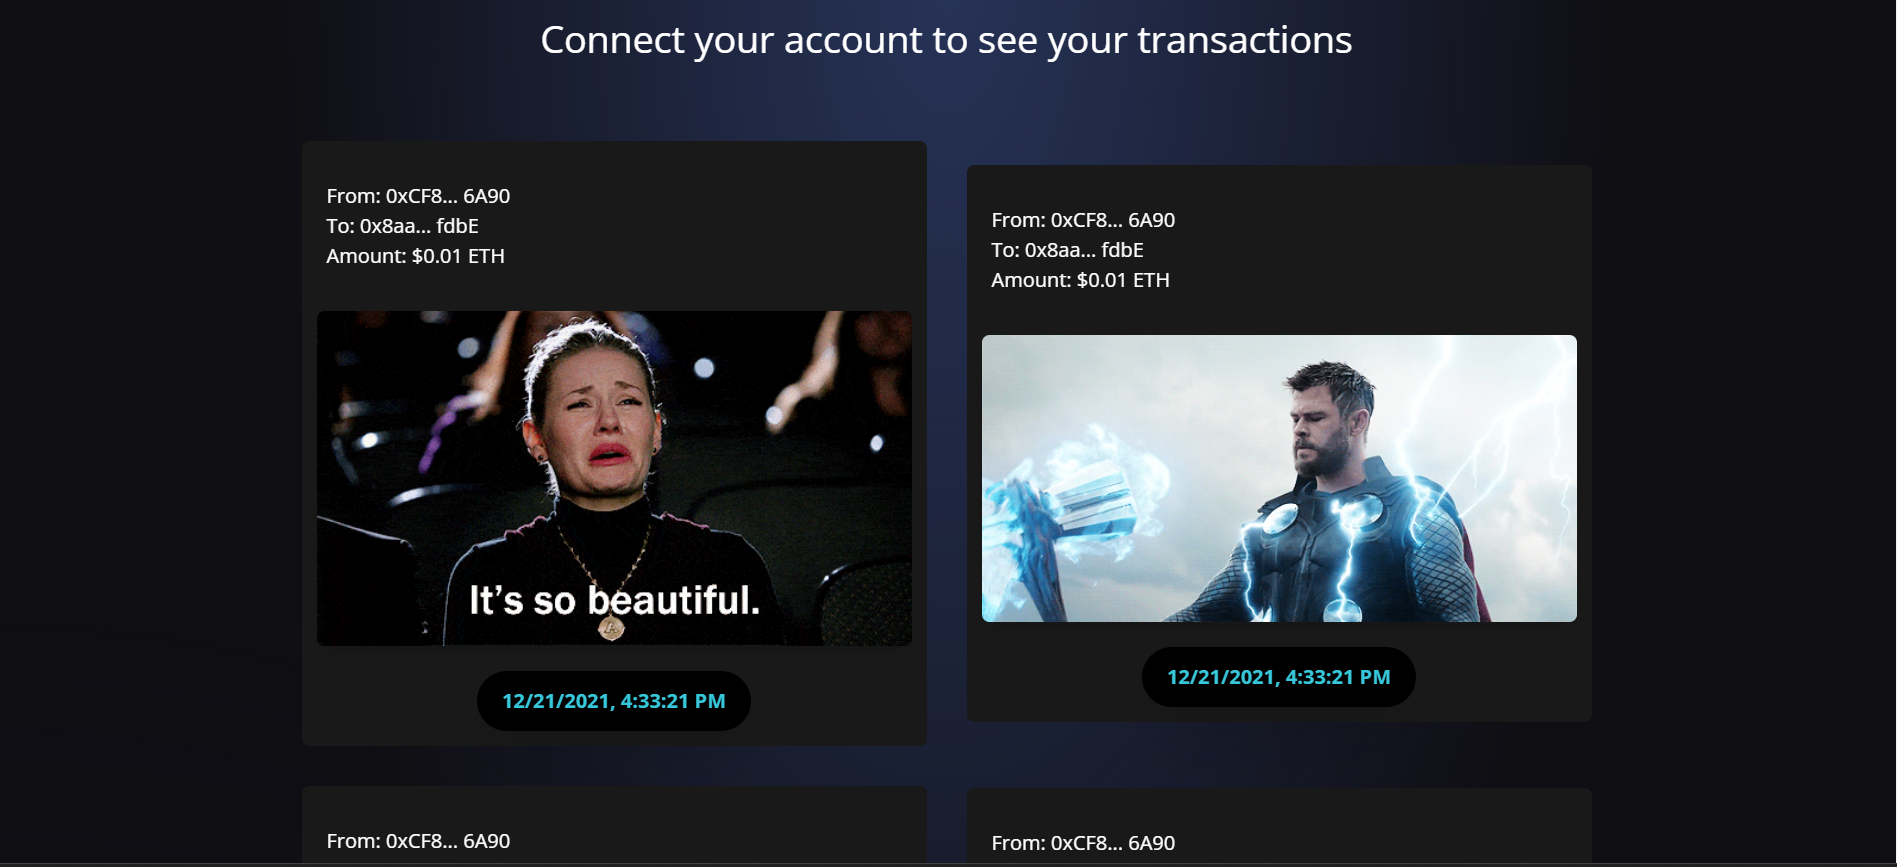 Connect your account to see your transactions
From: 0xCF8... 6A90
To: 0x8aa... fdbE
Amount: $0.01 ETH
It's so beautiful.
12/21/2021, 4:33:21 PM
From: 0xCF8... 6A90
To: 0x8aa... fdbE
Amount: $0.01 ETH
12/21/2021, 4:33:21 PM
From: 0xCF8... 6A90
From: 0xCF8... 6A90